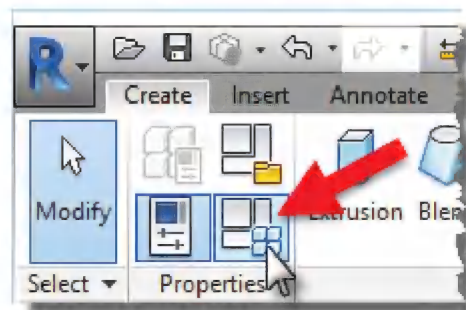 Create Insert Annotate
Modify Extrusion Blen
Select Properties